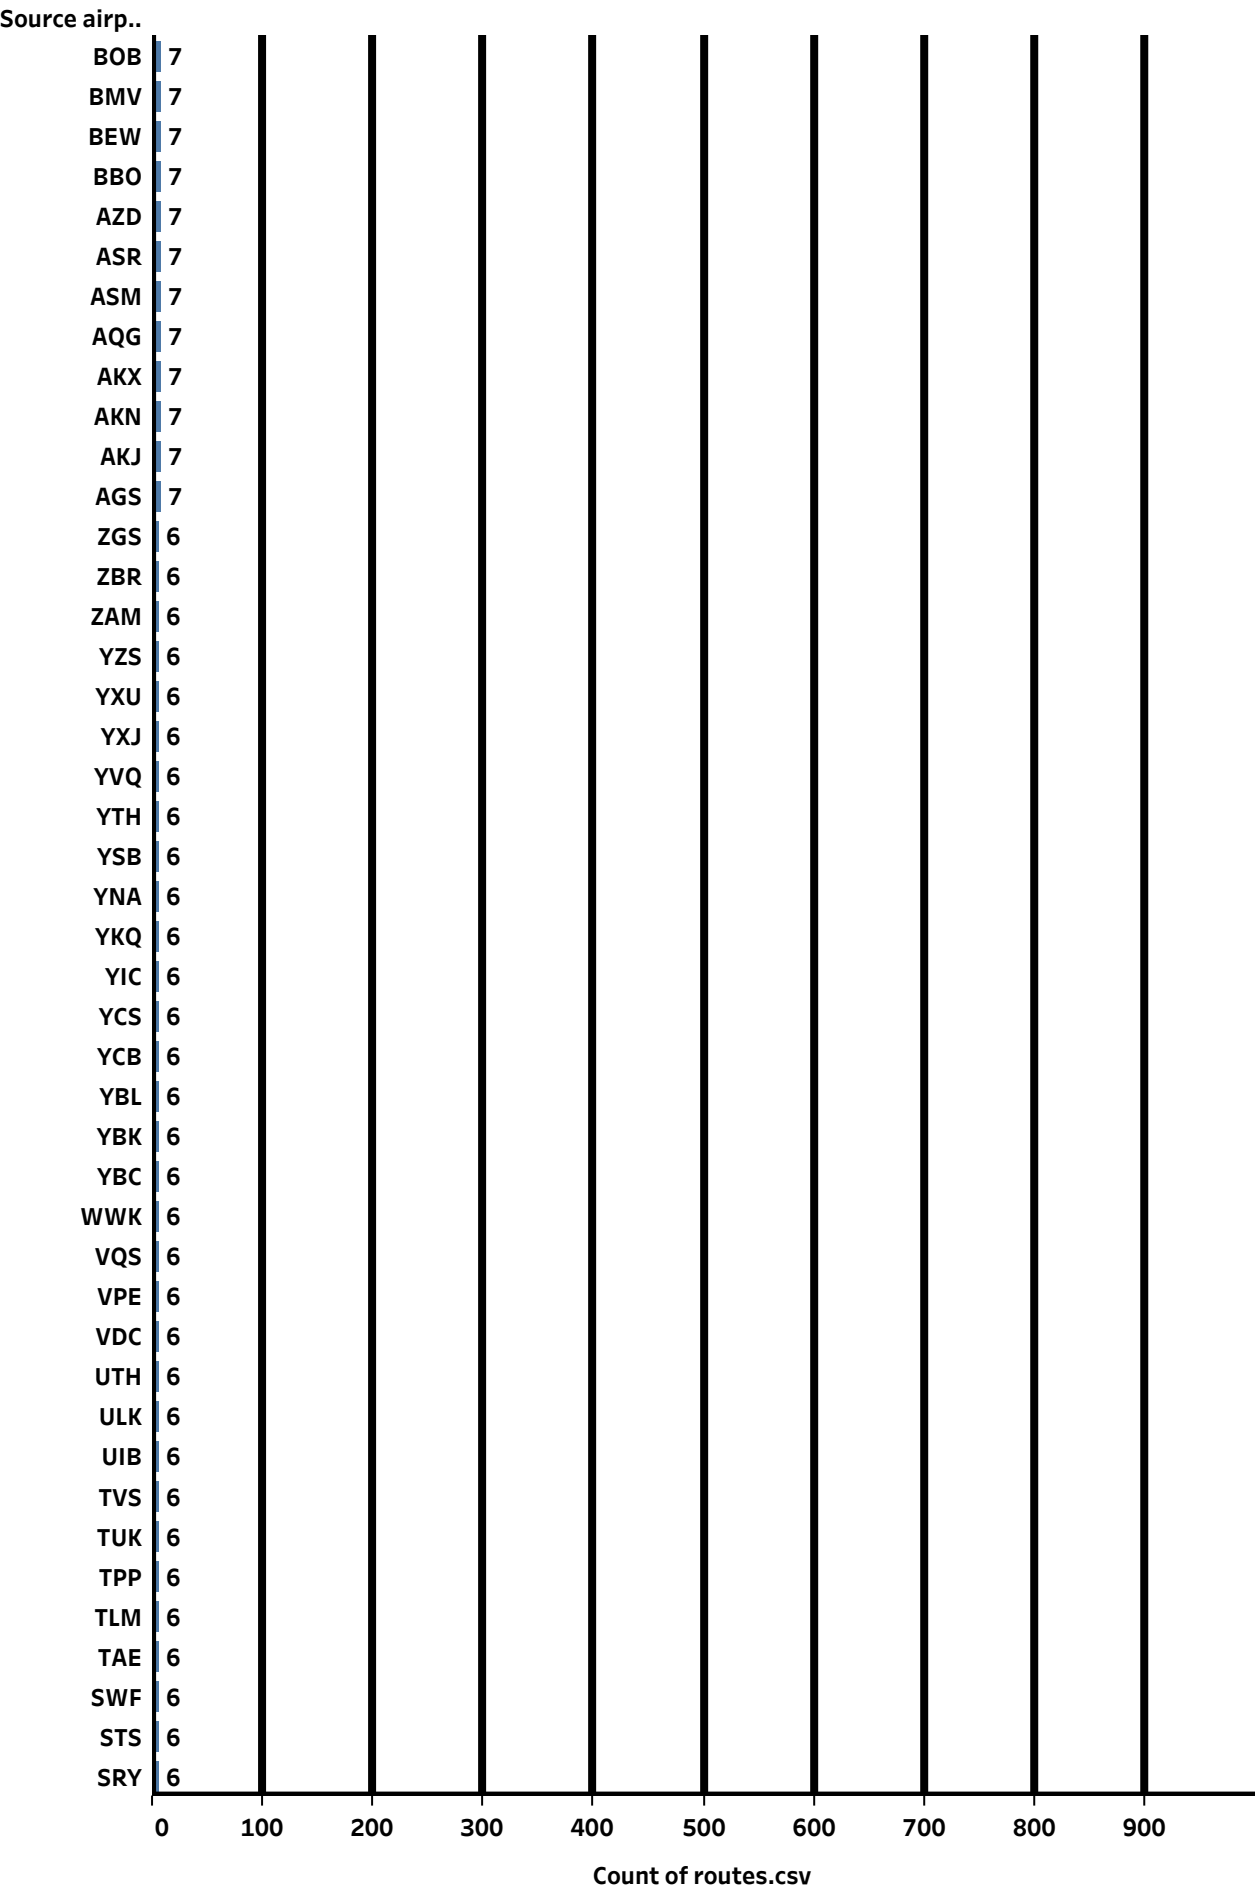 Source airp..
BOB 7
BMV 7
BEW 7
BBO 7
AZD 7
ASR 7
ASM 7
AQG 7
AKX 7
AKN 7
AKJ 7
AGS 7
ZGS 6
ZBR 6
ZAM 6
YZS 6
YXU 6
YXJ 6
YVQ 6
YTH 6
YSB 6
YNA 6
YKQ 6
YIC 6
YCS 6
YCB 6
YBL 6
YBK 6
YBC 6
WWK 6
VQS 6
VPE 6
VDC 6
UTH 6
ULK 6
UIB 6
TVS 6
TUK 6
TPP 6
TLM 6
TAE 6
SWF 6
STS 6
SRY 6
0 100 200 300 400 500 600 700 800 900
Count of routes.csv